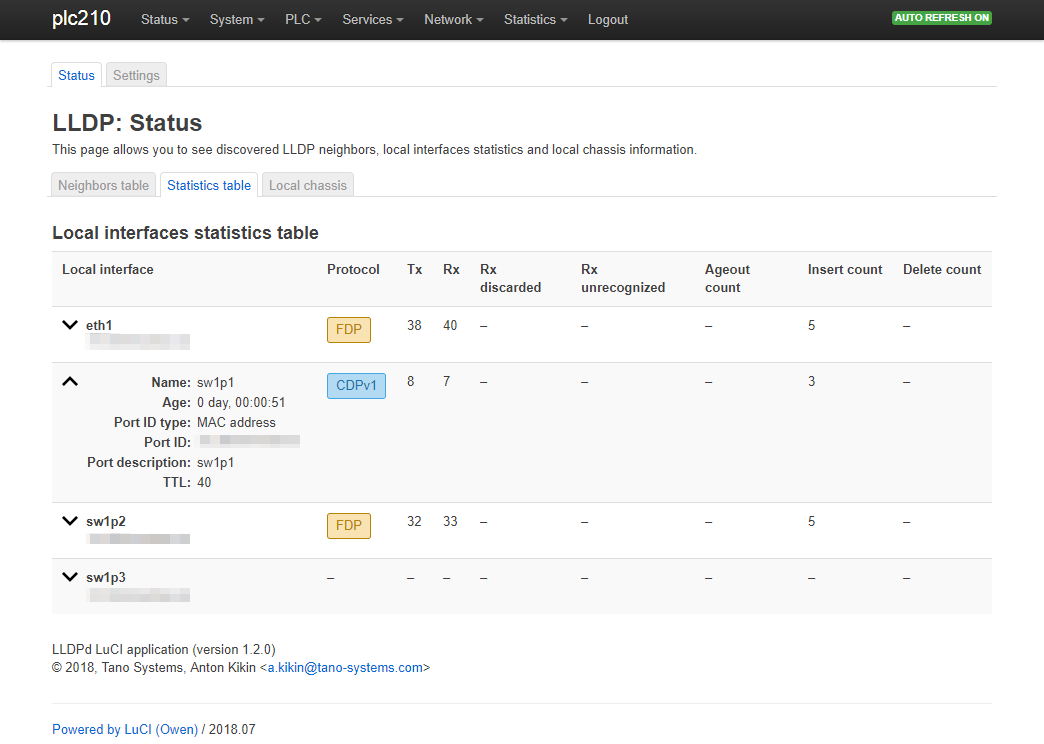 plc210 Status System PLC Services Network Statistics Logout AUTO REFRESH ON
Status Settings
LLDP: Status
This page allows you to see discovered LLDP neighbors, local interfaces statistics and local chassis information.
Neighbors table Statistics table Local chassis
Local interfaces statistics table
Local interface Protocol Tx Rx Rx discarded Rx unrecognized Ageout count Insert count Delete count
eth1 FDP 38 40 – – – 5 –
Name: sw1p1 CDPv1 8 7 – – – 3 –
Age: 0 day, 00:00:51
Port ID type: MAC address
Port ID:
Port description: sw1p1
TTL: 40
sw1p2 FDP 32 33 – – – 5 –
sw1p3 – – – – – – – –
LLDPd LuCI application (version 1.2.0)
© 2018, Tano Systems, Anton Kikin <a.kikin@tano-systems.com>
Powered by LuCI (Owen) / 2018.07